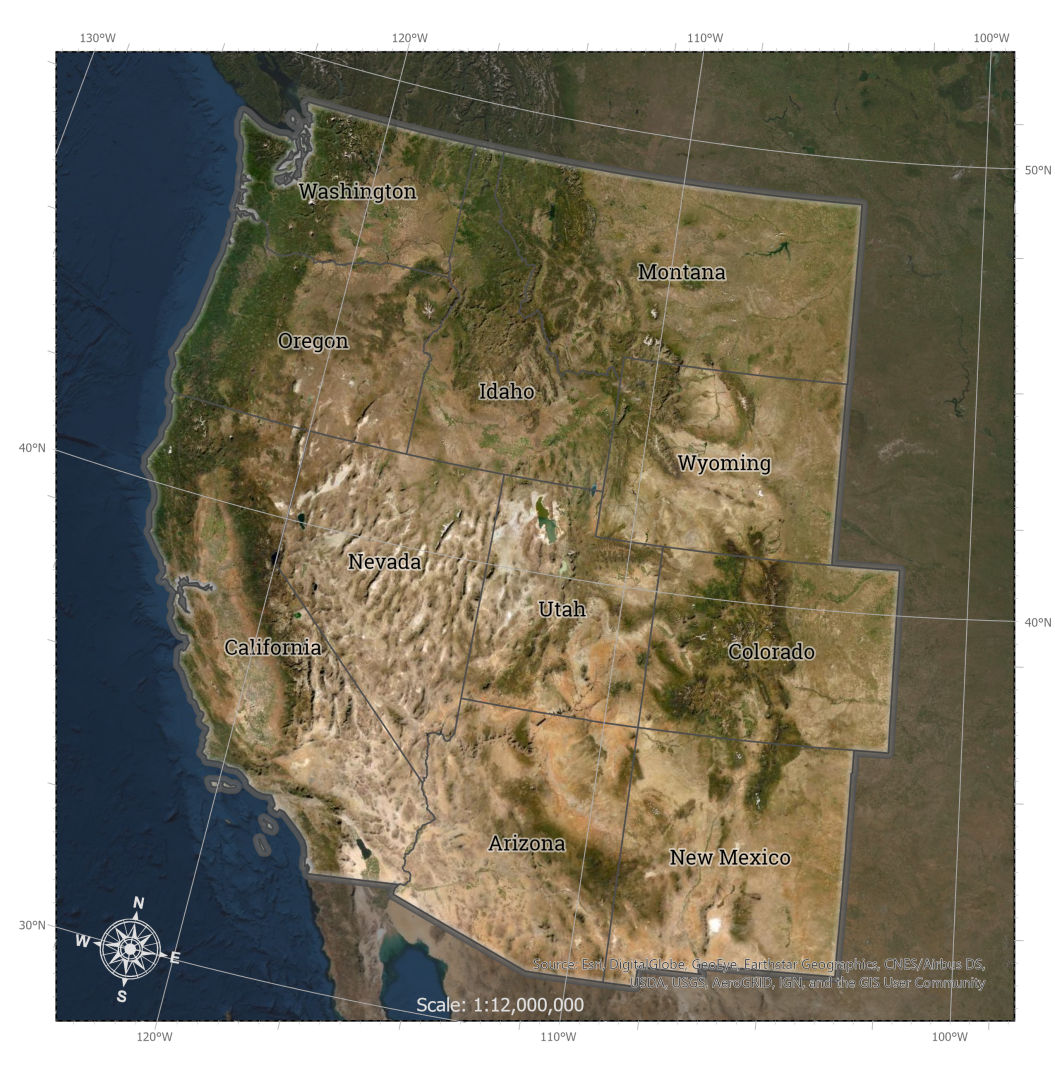 130°W 120°W 110°W 100°W
50°N
Washington
Montana
Oregon
Idaho
40°N
Wyoming
Nevada
Utah
40°N
California
Colorado
Arizona
New Mexico
N
30°N
W
E
S
Source: Esri, DigitalGlobe, GeoEye, Earthstar Geographics, CNES/Airbus DS,
USDA, USGS, AeroGRID, IGN, and the GIS User Community
Scale: 1:12,000,000
120°W 110°W 100°W